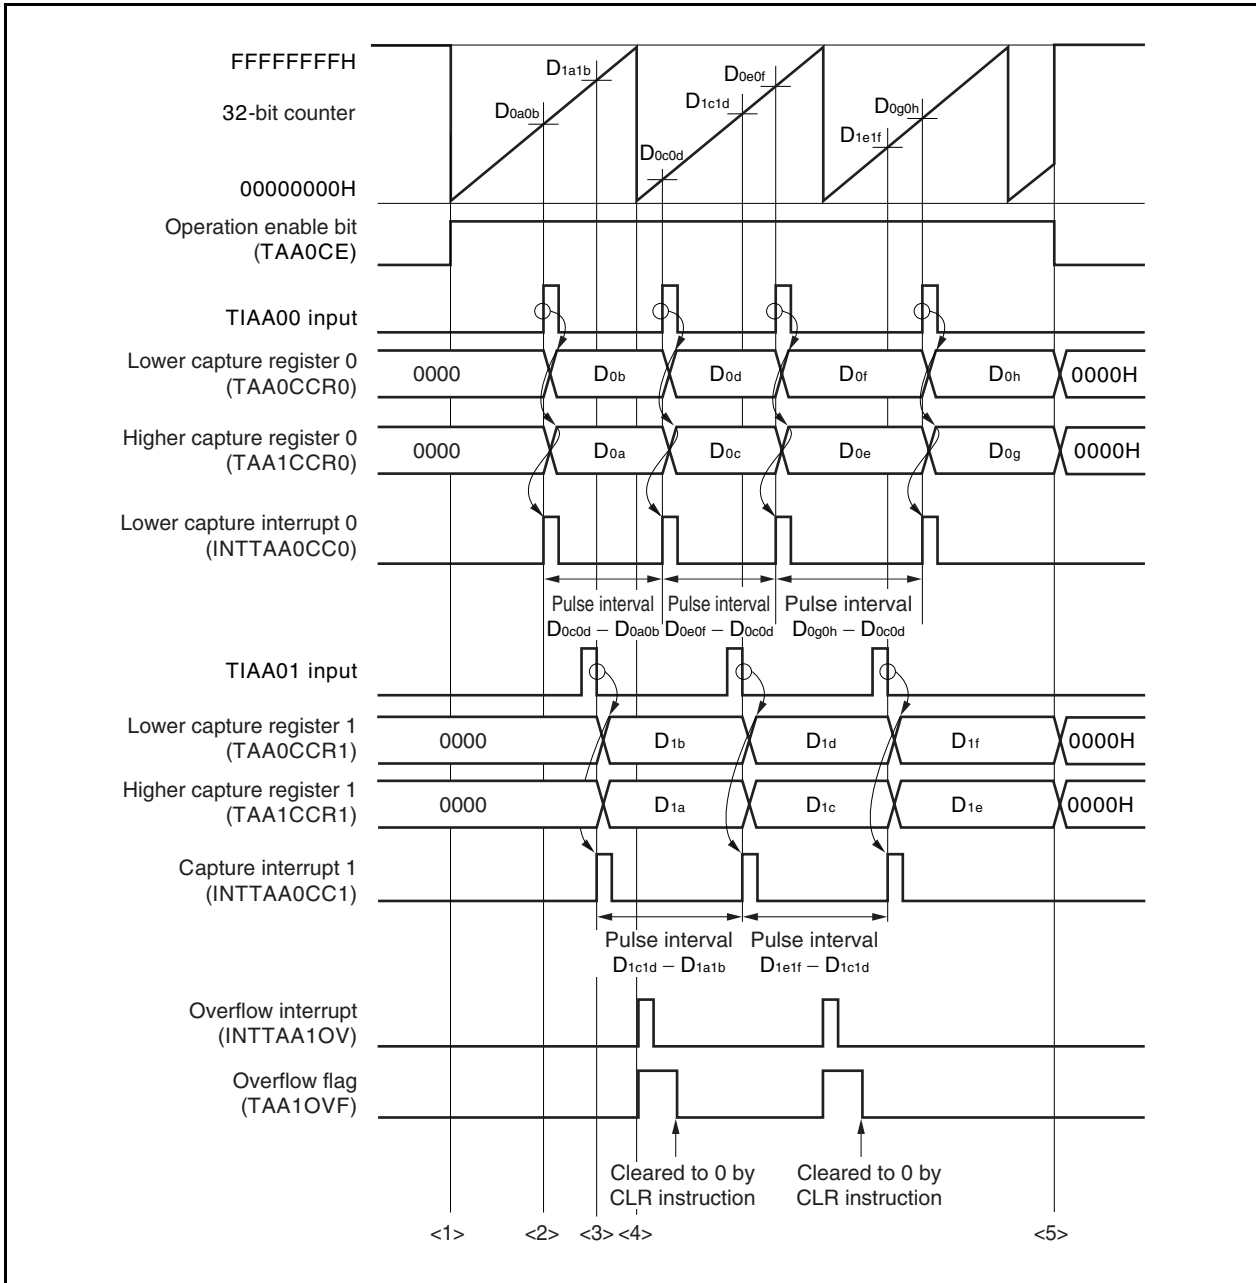 FFFFFFFFH
32-bit counter
00000000H
D1a1b
D0a0b
D0c0d
D0e0f
D1c1d
D0g0h
D1e1f
Operation enable bit
(TAA0CE)
TIAA00 input
Lower capture register 0
(TAA0CCR0)
0000 D0b D0d D0f D0h 0000H
Higher capture register 0
(TAA1CCR0)
0000 D0a D0c D0e D0g 0000H
Lower capture interrupt 0
(INTTAA0CC0)
Pulse interval Pulse interval Pulse interval
D0c0d – D0a0b D0e0f – D0c0d D0g0h – D0c0d
TIAA01 input
Lower capture register 1
(TAA0CCR1)
0000 D1b D1d D1f 0000H
Higher capture register 1
(TAA1CCR1)
0000 D1a D1c D1e 0000H
Capture interrupt 1
(INTTAA0CC1)
Pulse interval Pulse interval
D1c1d – D1a1b D1e1f – D1c1d
Overflow interrupt
(INTTAA1OV)
Overflow flag
(TAA1OVF)
Cleared to 0 by Cleared to 0 by
CLR instruction CLR instruction
<1> <2> <3> <4> <5>